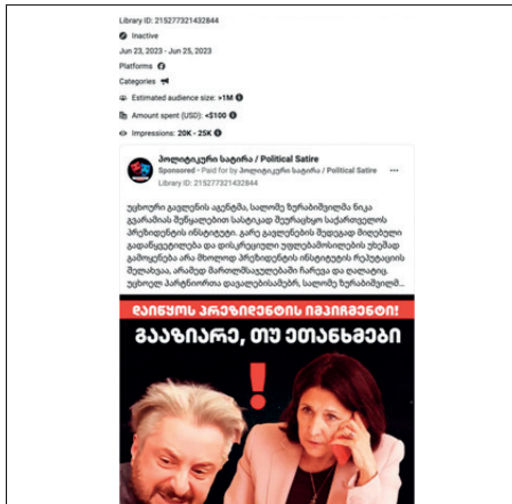 Library ID: 215277321432844
Inactive
Jun 23, 2023 - Jun 25, 2023
Platforms
Categories
Estimated audience size: >1M
Amount spent (USD): <$100
Impressions: 20K - 25K
პოლიტიკური სატირა / Political Satire
Sponsored • Paid for by პოლიტიკური სატირა / Political Satire
Library ID: 215277321432844
უცხოური გავლენის აგენტმა, სალომე ზურაბიშვილმა ნიკა
გვარამიას შეწყალებით სასტიკად შეურაცხყო საქართველოს
პრეზიდენტის ინსტიტუტი. გარე გავლენების შედეგად მიღებული
გადაწყვეტილება და დისკრეციული უფლებამოსილების უხეშად
გამოყენება არა მხოლოდ პრეზიდენტის ინსტიტუტის რეპუტაციის
შელახვაა, არამედ მართლმსაჯულებაში ჩარევა და ღალატიც.
უცხოელ პარტნიორთა დავალებისამებრ, სალომე ზურაბიშვილმ...
დაიწყოს პრეზიდენტის იმპიჩმენტი!
გააზიარე, თუ ეთანხმები
!